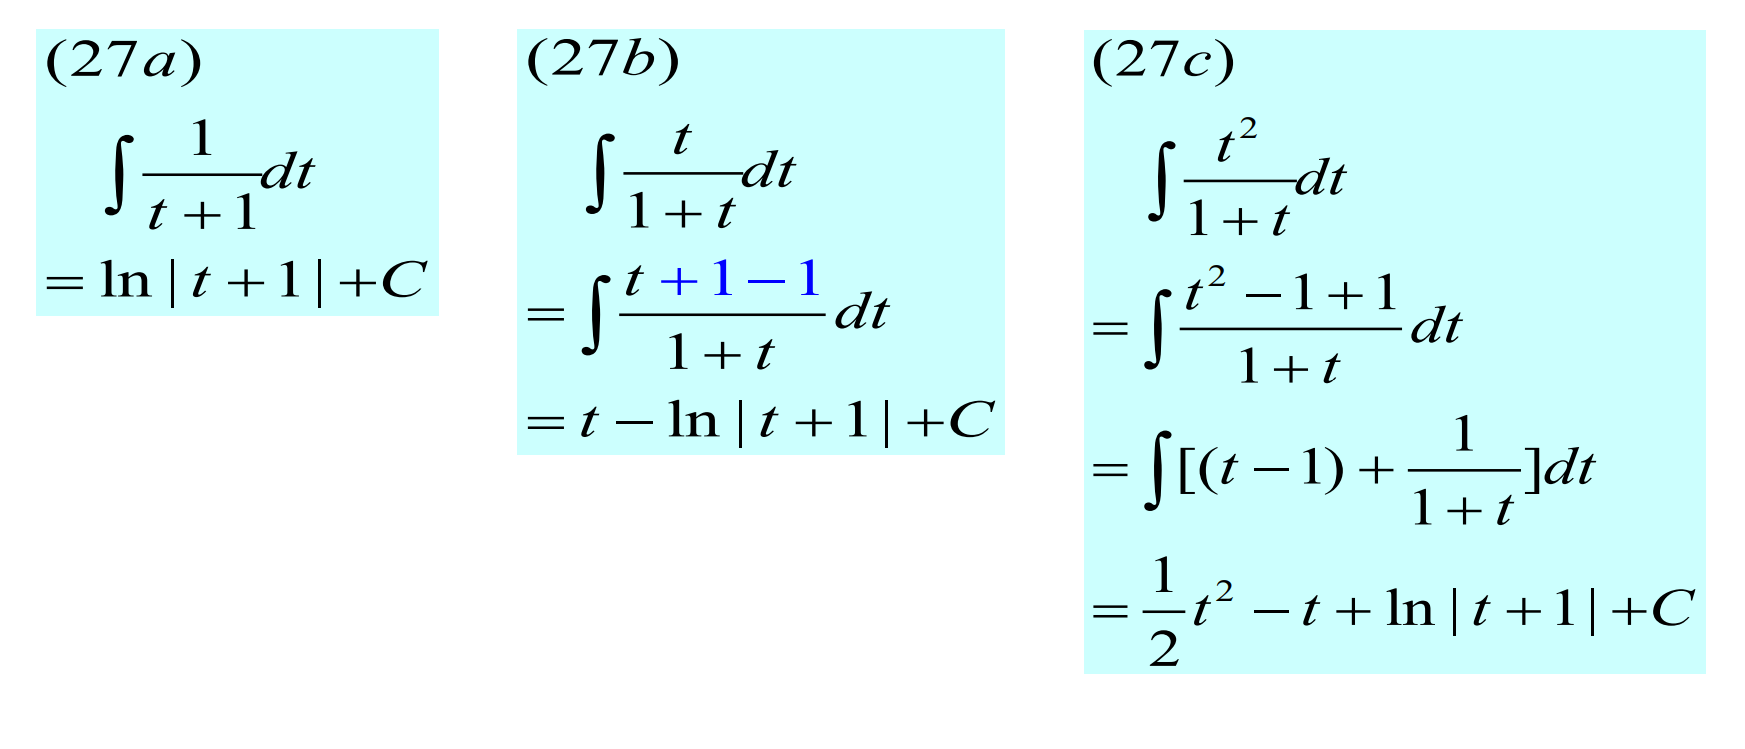 (27a)
∫ 1/(t+1) dt
= ln | t + 1 | +C
(27b)
∫ t/(1+t) dt
= ∫ (t + 1 − 1)/(1+t) dt
= t − ln | t + 1 | +C
(27c)
∫ t²/(1+t) dt
= ∫ (t² − 1 + 1)/(1+t) dt
= ∫ [(t − 1) + 1/(1+t)] dt
= 1/2 t² − t + ln | t + 1 | +C